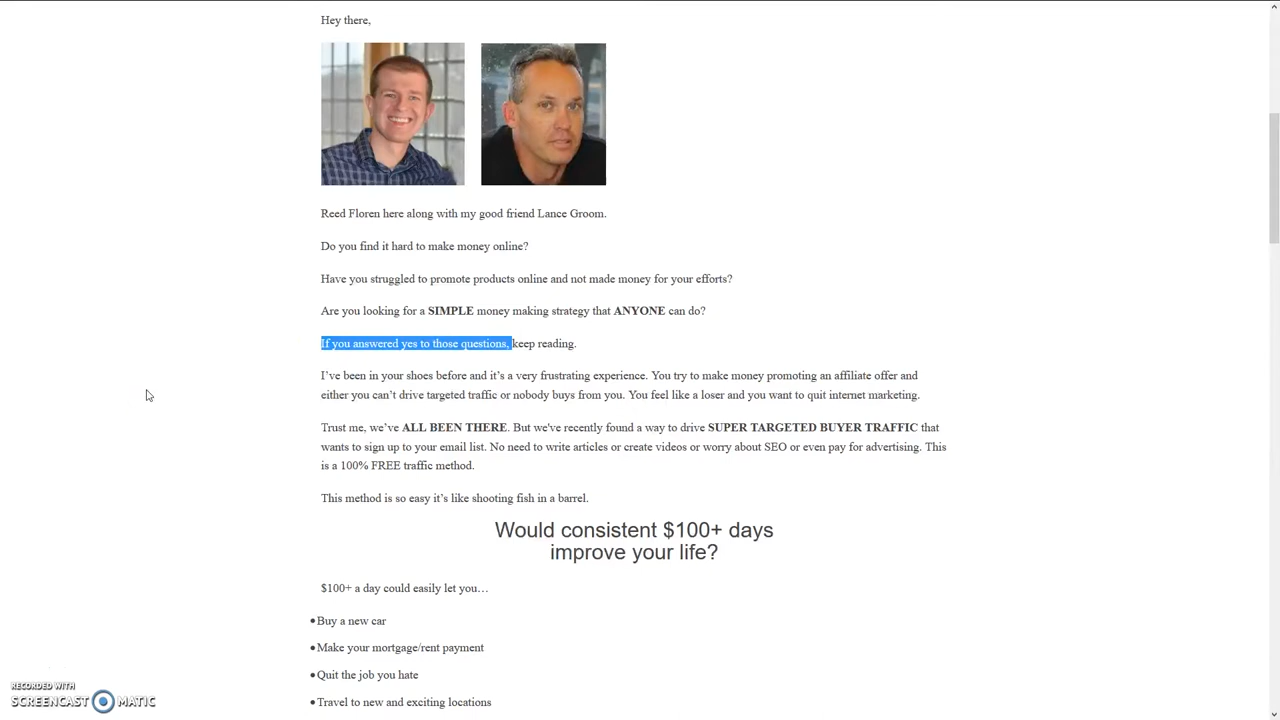 Hey there,
Reed Floren here along with my good friend Lance Groom.
Do you find it hard to make money online?
Have you struggled to promote products online and not made money for your efforts?
Are you looking for a SIMPLE money making strategy that ANYONE can do?
If you answered yes to those questions, keep reading.
I’ve been in your shoes before and it’s a very frustrating experience. You try to make money promoting an affiliate offer and
either you can’t drive targeted traffic or nobody buys from you. You feel like a loser and you want to quit internet marketing.
Trust me, we’ve ALL BEEN THERE. But we've recently found a way to drive SUPER TARGETED BUYER TRAFFIC that
wants to sign up to your email list. No need to write articles or create videos or worry about SEO or even pay for advertising. This
is a 100% FREE traffic method.
This method is so easy it’s like shooting fish in a barrel.
Would consistent $100+ days
improve your life?
$100+ a day could easily let you…
•Buy a new car
•Make your mortgage/rent payment
•Quit the job you hate
•Travel to new and exciting locations
RECORDED WITH
SCREENCAST MATIC